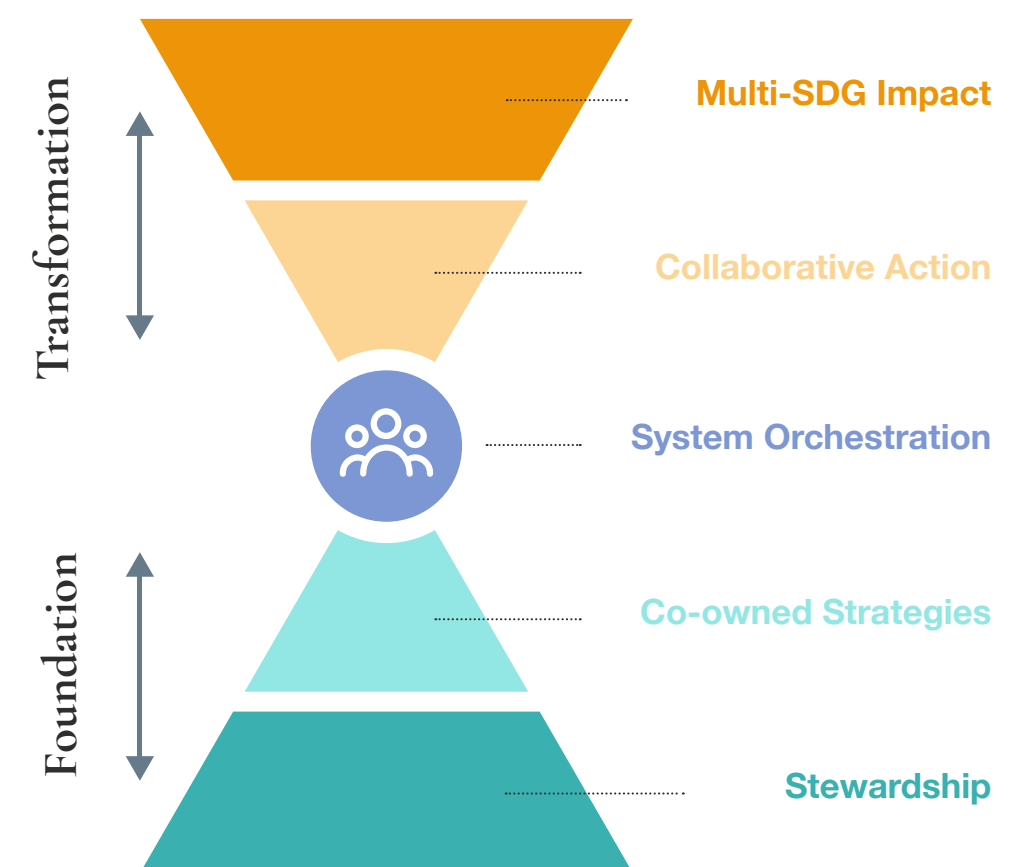 Transformation
Multi-SDG Impact
Collaborative Action
System Orchestration
Foundation
Co-owned Strategies
Stewardship